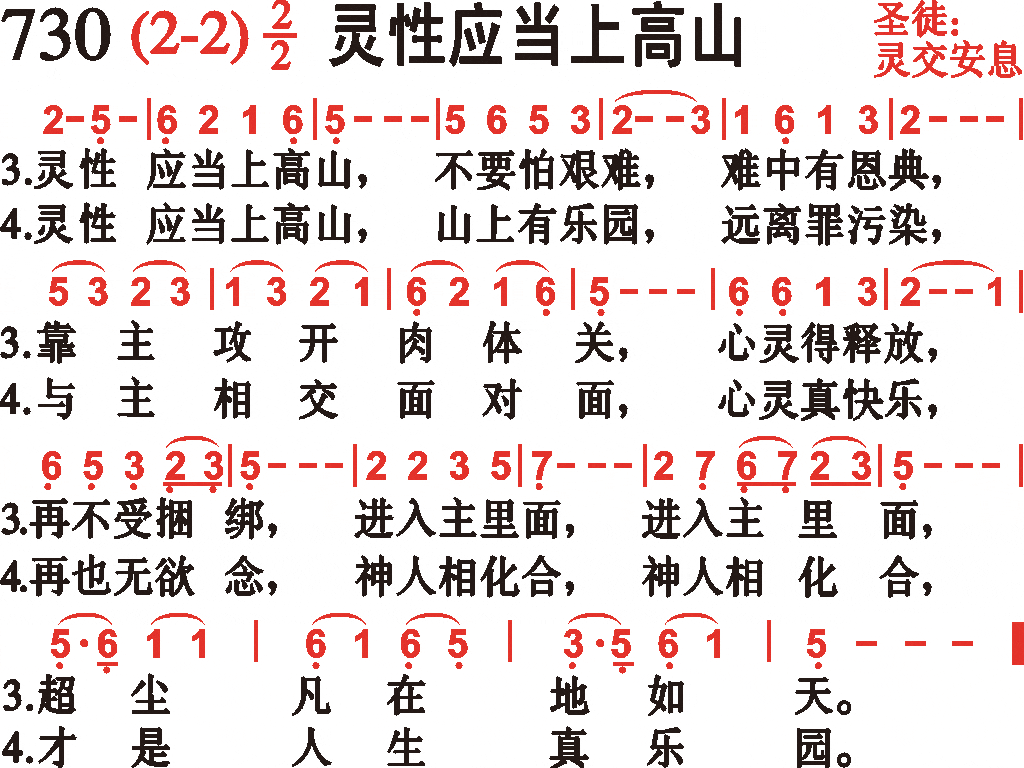 730 (2-2) 2/2 灵性应当上高山 圣徒:
灵交安息
2-5-|6 2 1 6|5---|5 6 5 3|2--3|1 6 1 3|2---|
3.灵性 应当上高山, 不要怕艰难, 难中有恩典,
4.灵性 应当上高山, 山上有乐园, 远离罪污染,
5 3 2 3|1 3 2 1|6 2 1 6|5---|6 6 1 3|2--1|
3.靠 主 攻 开 肉 体 关, 心灵得释放,
4.与 主 相 交 面 对 面, 心灵真快乐,
6 5 3 2 3|5---|2 2 3 5|7---|2 7 6 7 2 3|5---|
3.再不受捆 绑, 进入主里面, 进入主 里 面,
4.再也无欲 念, 神人相化合, 神人相 化 合,
5·6 1 1 | 6 1 6 5 | 3·5 6 1 | 5 - - -
3.超 尘 凡 在 地 如 天。
4.才 是 人 生 真 乐 园。